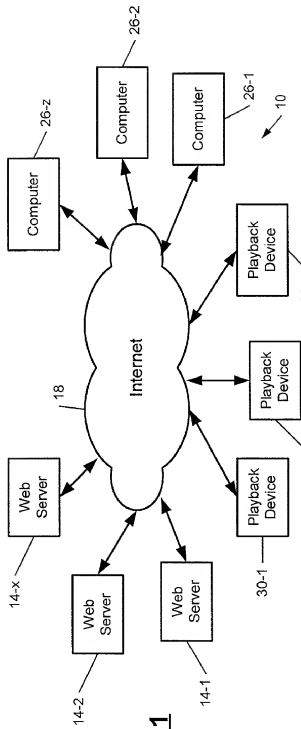 14-x
Web
Server
18
26-z
Computer
14-2
Web
Server
26-2
Computer
Internet
14-1
Web
Server
26-1
Computer
1
10
Playback
Device
30-1
Playback
Device
Playback
Device